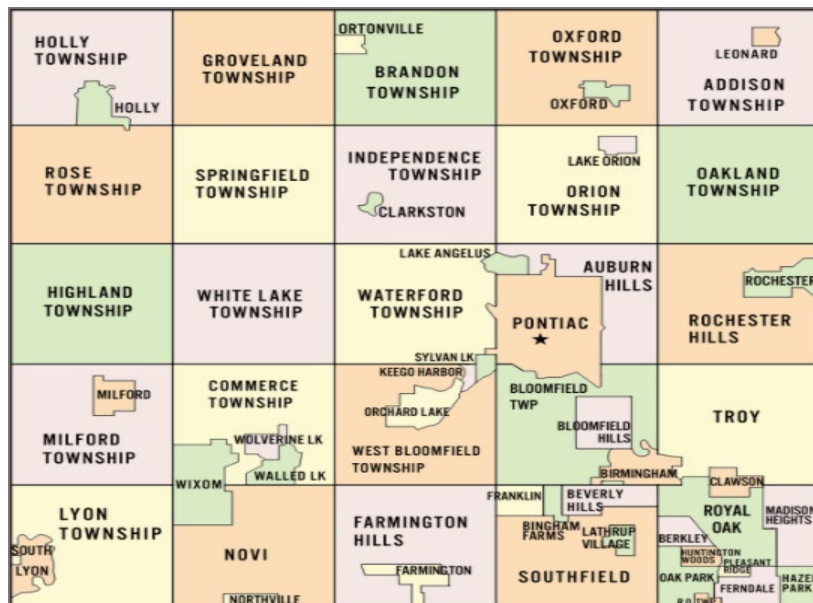 HOLLY
TOWNSHIP
HOLLY
GROVELAND
TOWNSHIP
ORTONVILLE
BRANDON
TOWNSHIP
OXFORD
TOWNSHIP
OXFORD
LEONARD
ADDISON
TOWNSHIP
ROSE
TOWNSHIP
SPRINGFIELD
TOWNSHIP
INDEPENDENCE
TOWNSHIP
CLARKSTON
LAKE ORION
ORION
TOWNSHIP
OAKLAND
TOWNSHIP
HIGHLAND
TOWNSHIP
WHITE LAKE
TOWNSHIP
LAKE ANGELUS
WATERFORD
TOWNSHIP
SYLVAN LK
AUBURN
HILLS
PONTIAC
ROCHESTER
ROCHESTER
HILLS
MILFORD
MILFORD
TOWNSHIP
COMMERCE
TOWNSHIP
WOLVERINE LK
WALLED LK
WIXOM
KEEGO HARBOR
ORCHARD LAKE
WEST BLOOMFIELD
TOWNSHIP
BLOOMFIELD
TWP
BLOOMFIELD
HILLS
BIRMINGHAM
TROY
CLAWSON
LYON
TOWNSHIP
SOUTH
LYON
NOVI
NORTHVILLE
FARMINGTON
HILLS
FARMINGTON
FRANKLIN
BINGHAM
FARMS
BEVERLY
HILLS
LATHRUP
VILLAGE
SOUTHFIELD
ROYAL
OAK
MADISON
HEIGHTS
BERKLEY
HUNTINGTON
WOODS
PLEASANT
RIDGE
OAK PARK
FERNDALE
HAZE
PARK
R.O. TWP